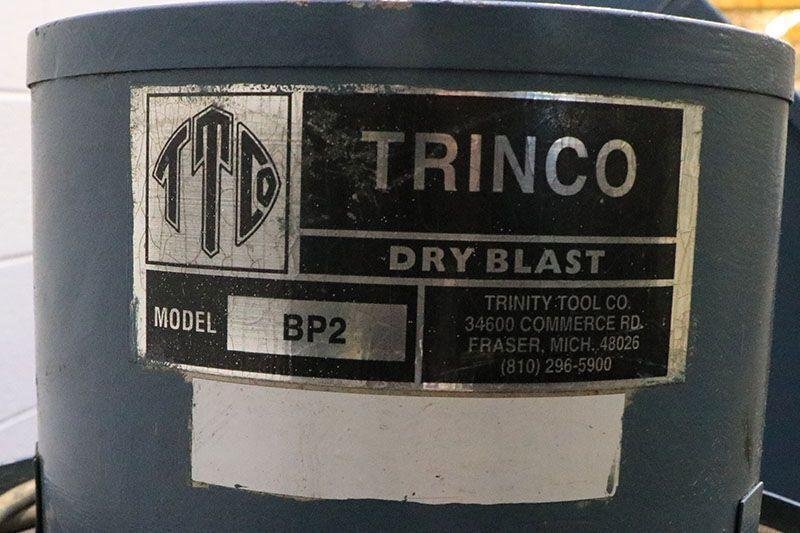 TTCO
TRINCO
DRY BLAST
MODEL BP2
TRINITY TOOL CO.
34600 COMMERCE RD.
FRASER, MICH. 48026
(810) 296-5900